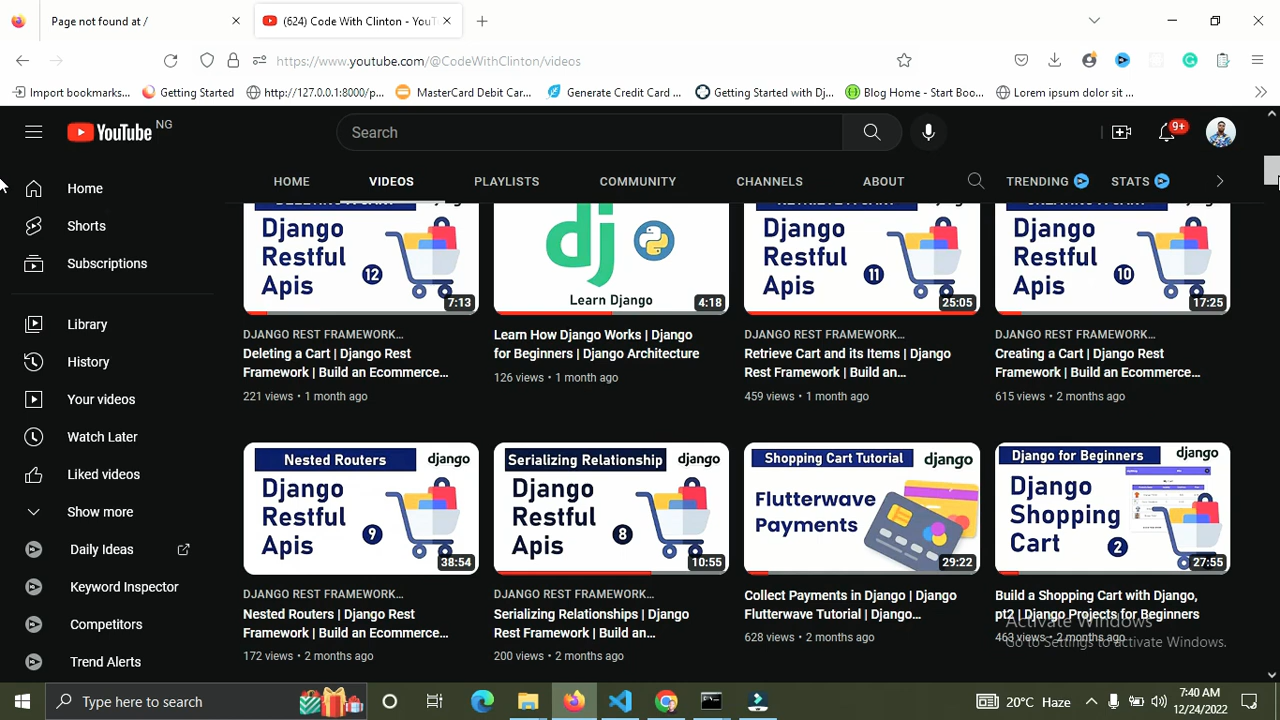 Page not found at /
(624) Code With Clinton - YouT
https://www.youtube.com/@CodeWithClinton/videos
Import bookmarks...
Getting Started
http://127.0.0.1:8000/p...
MasterCard Debit Car...
Generate Credit Card ...
Getting Started with Dj...
Blog Home - Start Boo...
Lorem ipsum dolor sit ...
YouTube NG
Search
9+
HOME
VIDEOS
PLAYLISTS
COMMUNITY
CHANNELS
ABOUT
TRENDING
STATS
Home
Shorts
Subscriptions
Library
History
Your videos
Watch Later
Liked videos
Show more
Daily Ideas
Keyword Inspector
Competitors
Trend Alerts
Django
Restful
Apis
12
7:13
DJANGO REST FRAMEWORK...
Deleting a Cart | Django Rest
Framework | Build an Ecommerce...
221 views • 1 month ago
dj
Learn Django
4:18
Learn How Django Works | Django
for Beginners | Django Architecture
126 views • 1 month ago
Django
Restful
Apis
11
25:05
DJANGO REST FRAMEWORK...
Retrieve Cart and its Items | Django
Rest Framework | Build an...
459 views • 1 month ago
Django
Restful
Apis
10
17:25
DJANGO REST FRAMEWORK...
Creating a Cart | Django Rest
Framework | Build an Ecommerce...
615 views • 2 months ago
Nested Routers
django
Django
Restful
Apis
9
38:54
DJANGO REST FRAMEWORK...
Nested Routers | Django Rest
Framework | Build an Ecommerce...
172 views • 2 months ago
Serializing Relationship
django
Django
Restful
Apis
8
10:55
DJANGO REST FRAMEWORK...
Serializing Relationships | Django
Rest Framework | Build an...
200 views • 2 months ago
Shopping Cart Tutorial
django
Flutterwave
Payments
29:22
Collect Payments in Django | Django
Flutterwave Tutorial | Django...
628 views • 2 months ago
Django for Beginners
django
Django
Shopping
Cart
2
27:55
Build a Shopping Cart with Django,
pt2 | Django Projects for Beginners
463 views • 2 months ago
Activate Windows
Go to Settings to activate Windows.
Type here to search
20°C Haze
7:40 AM
12/24/2022